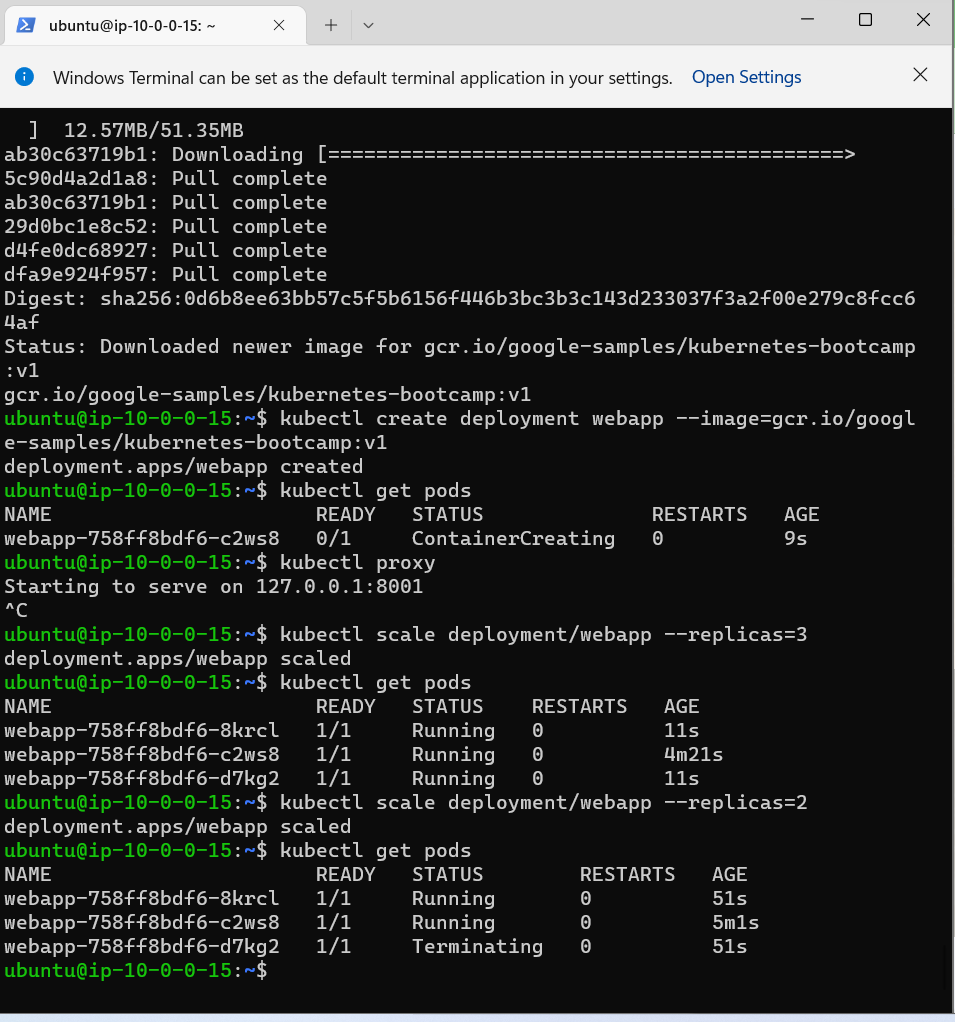 ubuntu@ip-10-0-0-15: ~
Windows Terminal can be set as the default terminal application in your settings. Open Settings
] 12.57MB/51.35MB
ab30c63719b1: Downloading [===========================================>
5c90d4a2d1a8: Pull complete
ab30c63719b1: Pull complete
29d0bc1e8c52: Pull complete
d4fe0dc68927: Pull complete
dfa9e924f957: Pull complete
Digest: sha256:0d6b8ee63bb57c5f5b6156f446b3bc3b3c143d233037f3a2f00e279c8fcc6
4af
Status: Downloaded newer image for gcr.io/google-samples/kubernetes-bootcamp
:v1
gcr.io/google-samples/kubernetes-bootcamp:v1
ubuntu@ip-10-0-0-15:~$ kubectl create deployment webapp --image=gcr.io/googl
e-samples/kubernetes-bootcamp:v1
deployment.apps/webapp created
ubuntu@ip-10-0-0-15:~$ kubectl get pods
NAME READY STATUS RESTARTS AGE
webapp-758ff8bdf6-c2ws8 0/1 ContainerCreating 0 9s
ubuntu@ip-10-0-0-15:~$ kubectl proxy
Starting to serve on 127.0.0.1:8001
^C
ubuntu@ip-10-0-0-15:~$ kubectl scale deployment/webapp --replicas=3
deployment.apps/webapp scaled
ubuntu@ip-10-0-0-15:~$ kubectl get pods
NAME READY STATUS RESTARTS AGE
webapp-758ff8bdf6-8krcl 1/1 Running 0 11s
webapp-758ff8bdf6-c2ws8 1/1 Running 0 4m21s
webapp-758ff8bdf6-d7kg2 1/1 Running 0 11s
ubuntu@ip-10-0-0-15:~$ kubectl scale deployment/webapp --replicas=2
deployment.apps/webapp scaled
ubuntu@ip-10-0-0-15:~$ kubectl get pods
NAME READY STATUS RESTARTS AGE
webapp-758ff8bdf6-8krcl 1/1 Running 0 51s
webapp-758ff8bdf6-c2ws8 1/1 Running 0 5m1s
webapp-758ff8bdf6-d7kg2 1/1 Terminating 0 51s
ubuntu@ip-10-0-0-15:~$